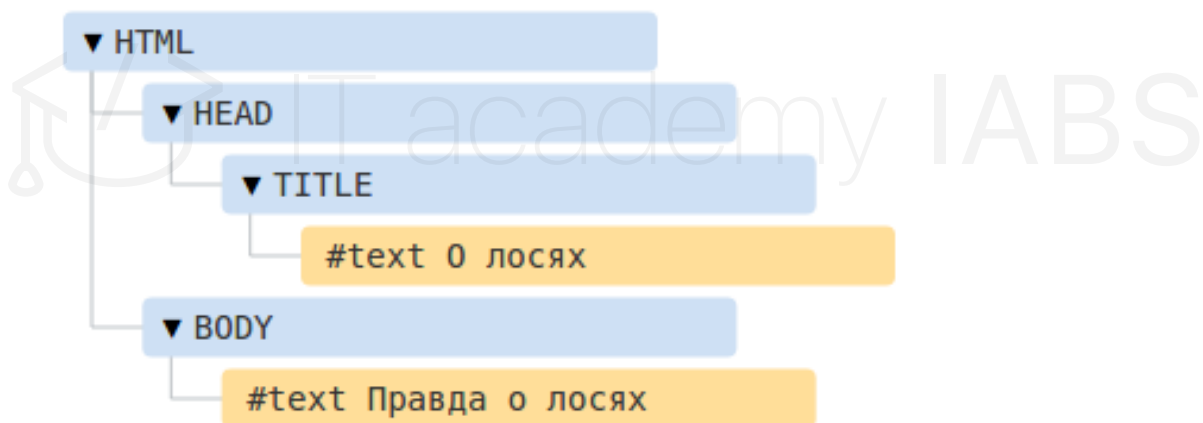 ▼ HTML
IT academy IABS
▼ HEAD
▼ TITLE
#text О лосях
▼ BODY
#text Правда о лосях